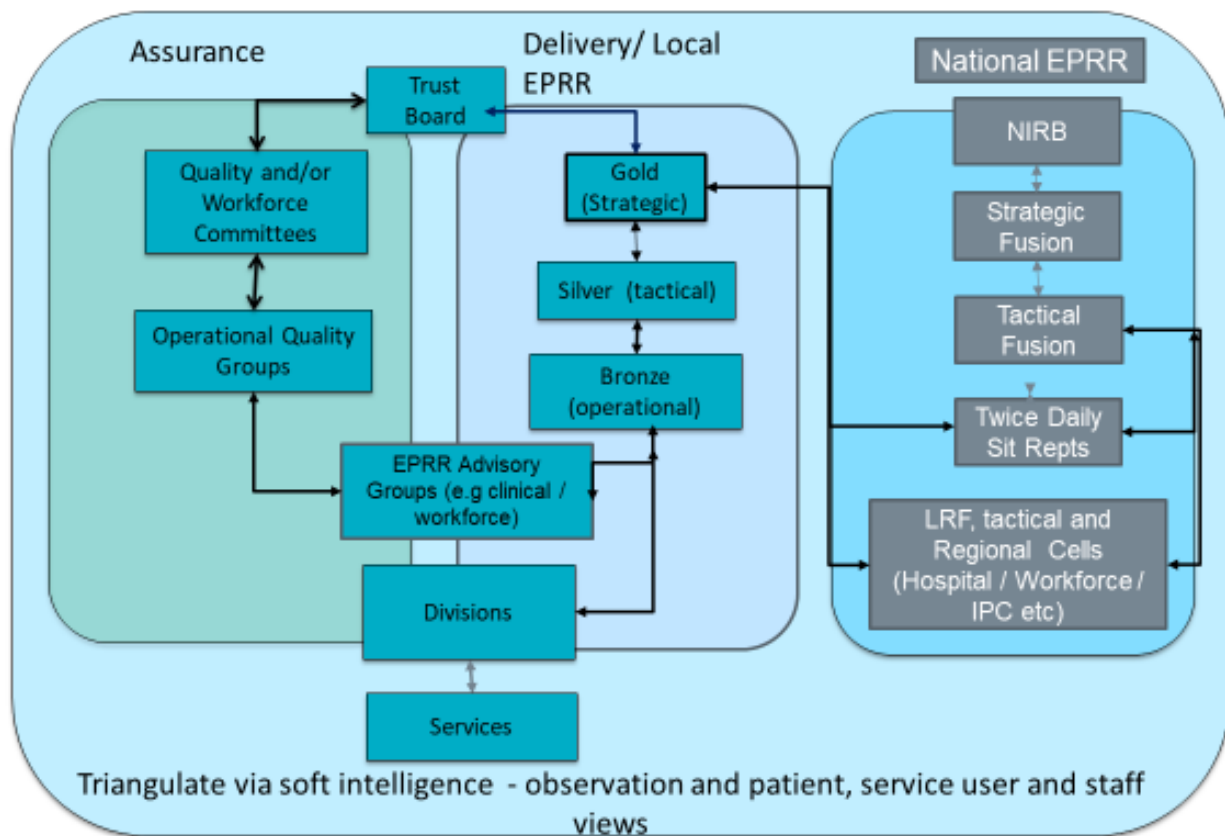 Assurance
Delivery/ Local
EPRR
National EPRR
Trust
Board
NIRB
Quality and/or
Workforce
Committees
Gold
(Strategic)
Strategic
Fusion
Silver (tactical)
Operational Quality
Groups
Tactical
Fusion
Bronze
(operational)
Twice Daily
Sit Repts
EPRR Advisory
Groups (e.g clinical /
workforce)
LRF, tactical and
Regional Cells
(Hospital / Workforce /
IPC etc)
Divisions
Services
Triangulate via soft intelligence - observation and patient, service user and staff
views